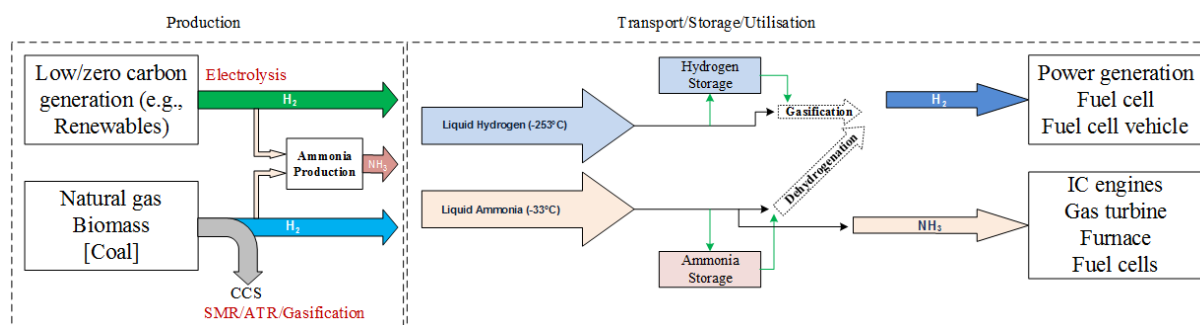 Production
Transport/Storage/Utilisation
Low/zero carbon
generation (e.g.,
Renewables)
Electrolysis
H2
Ammonia
Production
NH3
Natural gas
Biomass
[Coal]
H2
CCS
SMR/ATR/Gasification
Liquid Hydrogen (-253ºC)
Hydrogen
Storage
Gasification
Dehydrogenation
Liquid Ammonia (-33ºC)
Ammonia
Storage
H2
Power generation
Fuel cell
Fuel cell vehicle
NH3
IC engines
Gas turbine
Furnace
Fuel cells